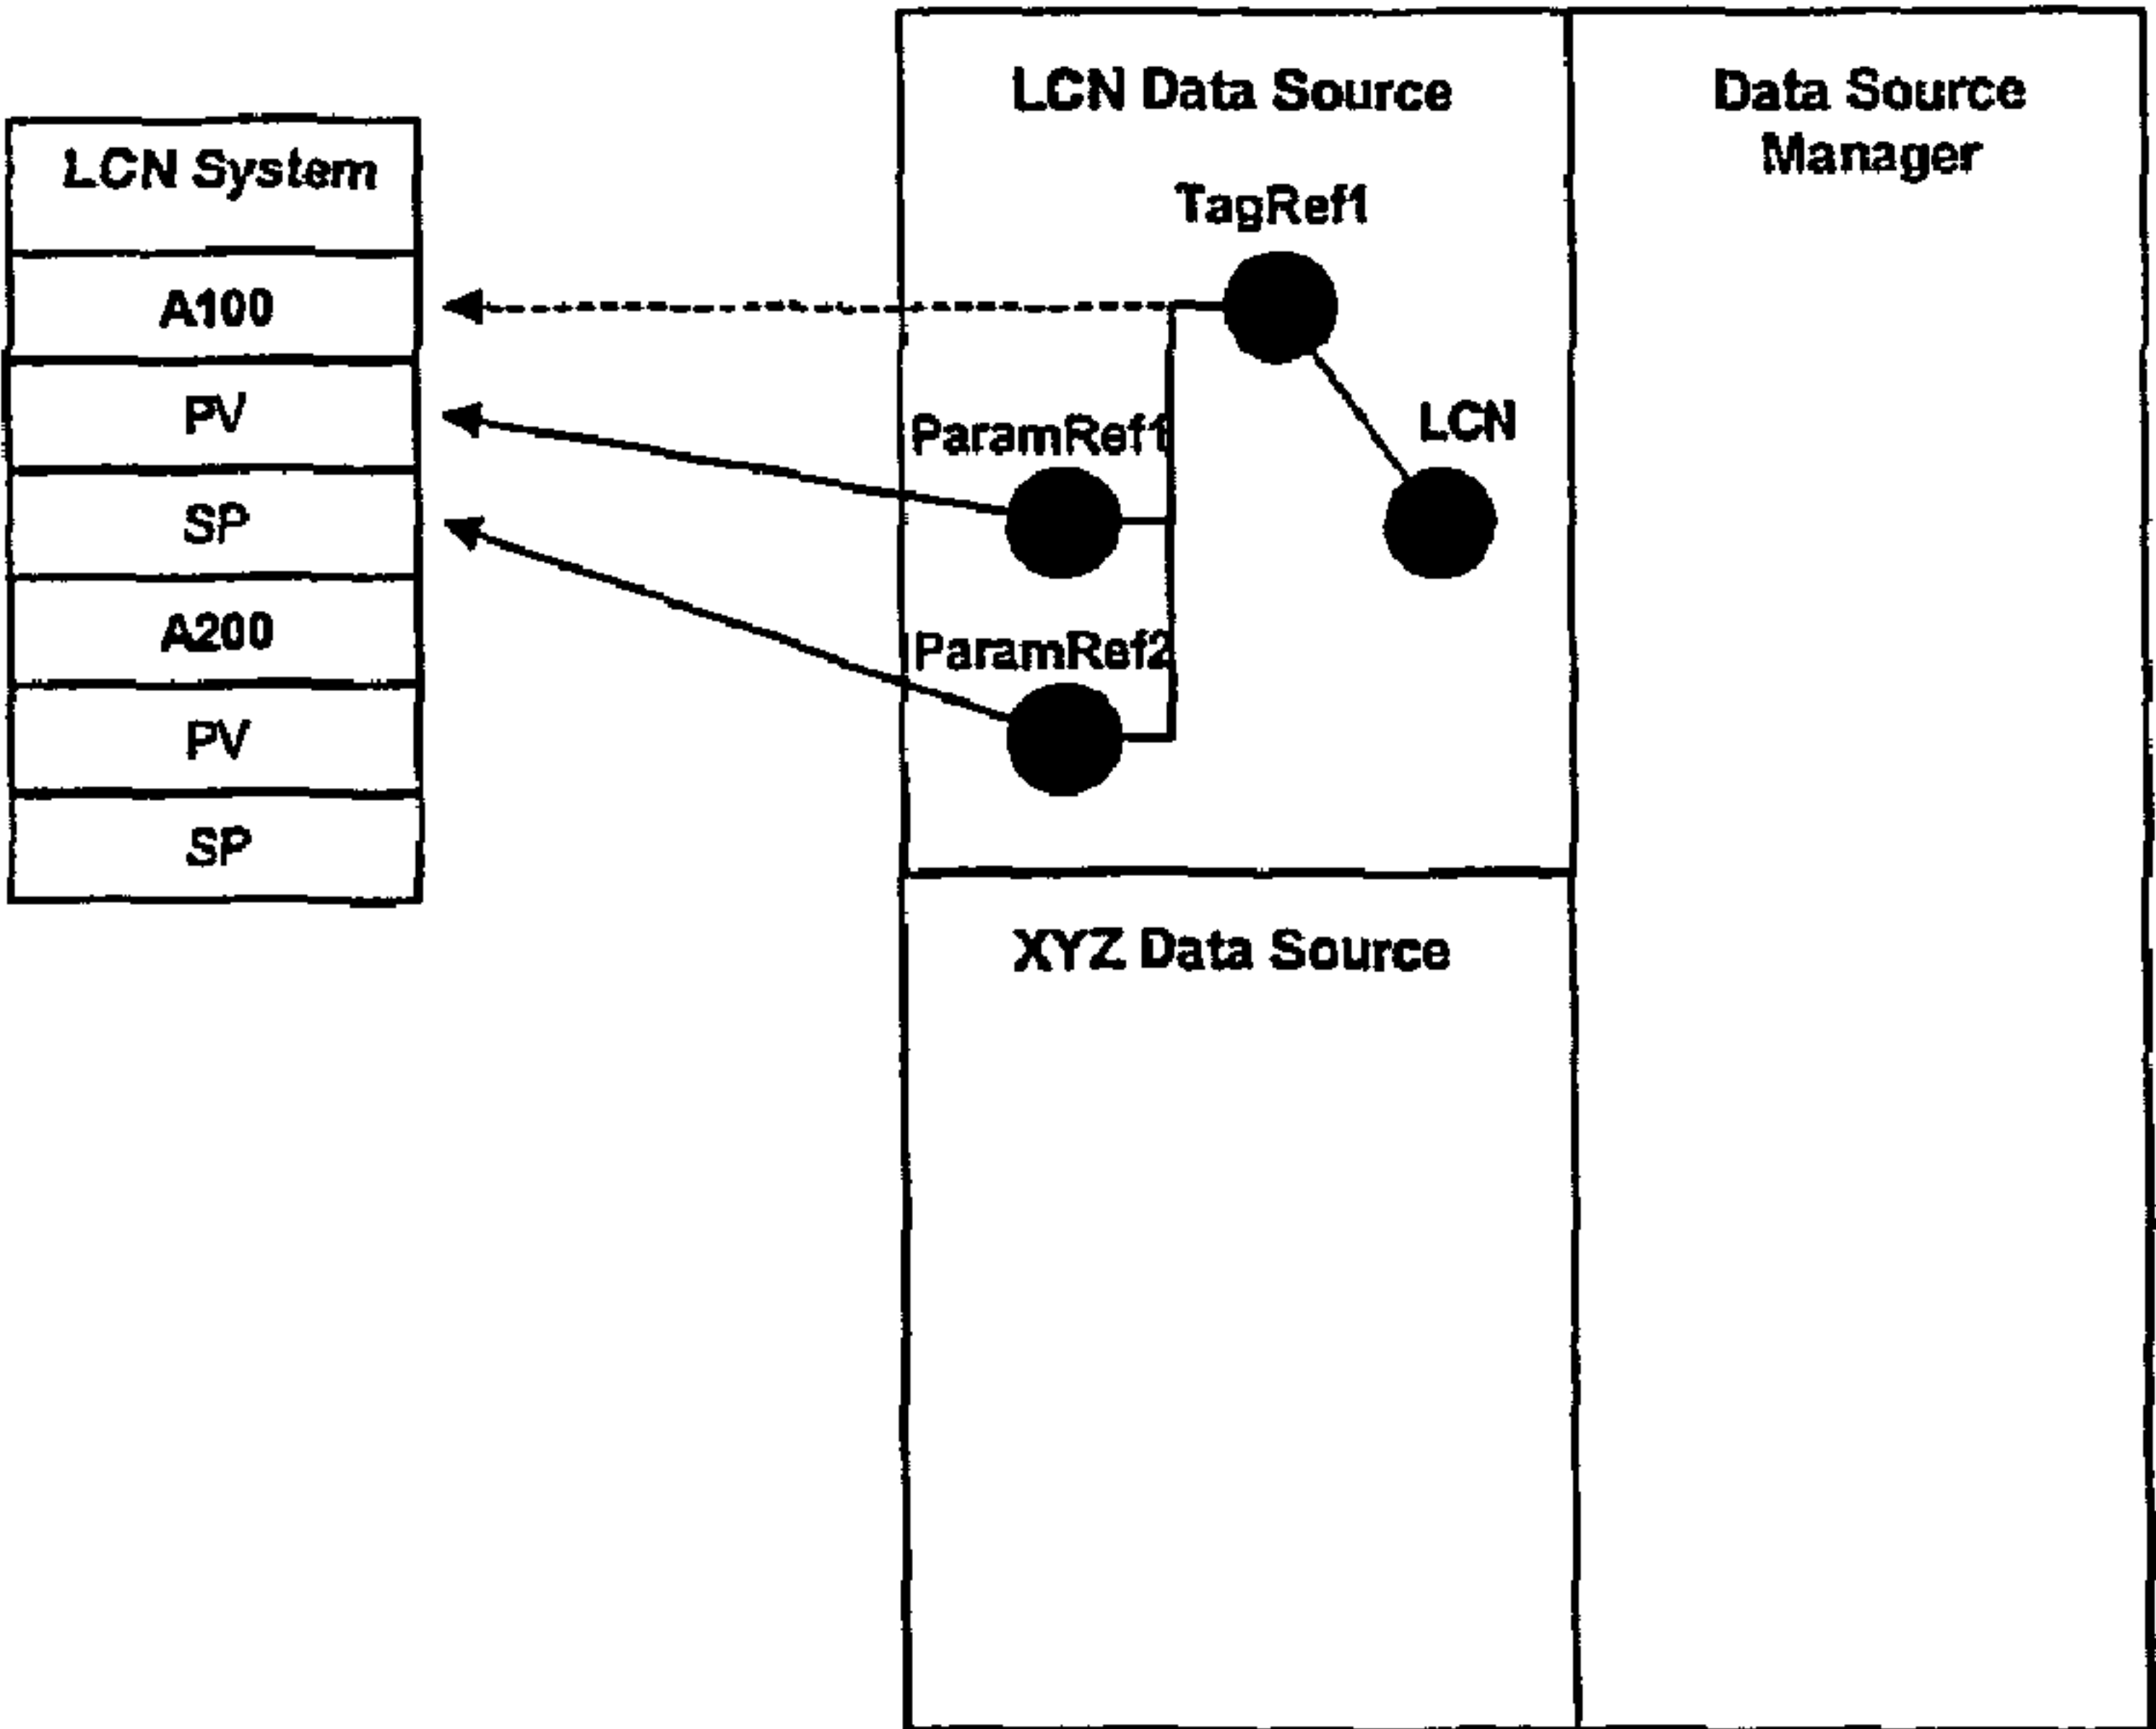 LCN System
A100
PV
SP
A200
PV
SP
LCN Data Source
TagRef1
ParamRef1
LCN
ParamRef2
XYZ Data Source
Data Source
Manager